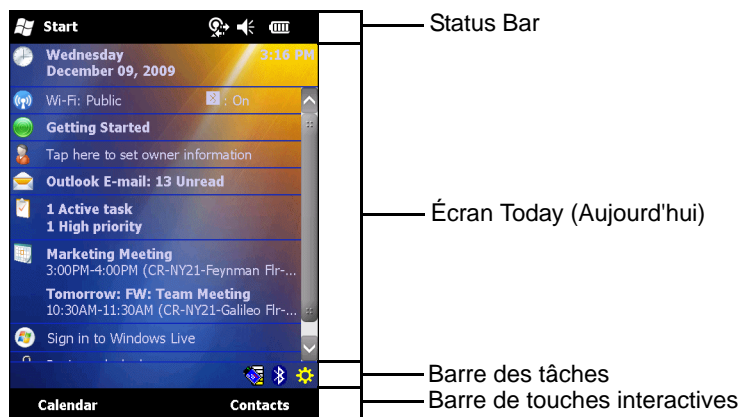 Start
Status Bar
Wednesday 3:16 PM
December 09, 2009
Wi-Fi: Public : On
Getting Started
Tap here to set owner information
Outlook E-mail: 13 Unread
1 Active task
1 High priority
Écran Today (Aujourd'hui)
Marketing Meeting
3:00PM-4:00PM (CR-NY21-Feynman Flr-...
Tomorrow: FW: Team Meeting
10:30AM-11:30AM (CR-NY21-Galileo Flr-...
Sign in to Windows Live
Barre des tâches
Calendar Contacts
Barre de touches interactives